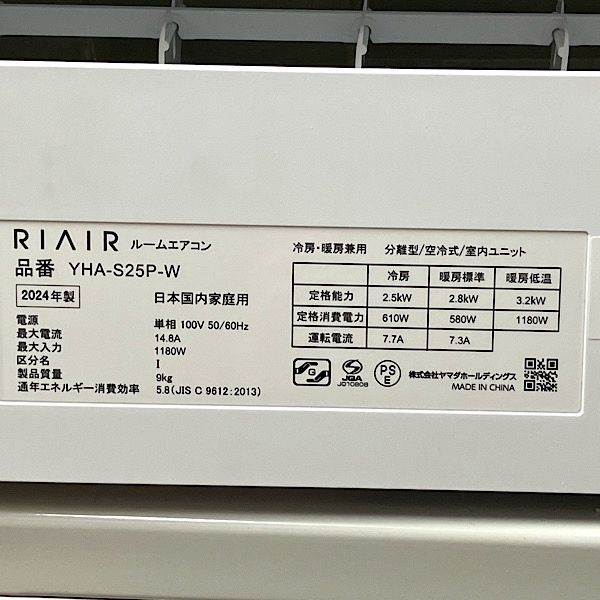 RIAIR ルームエアコン
品番 YHA-S25P-W
2024年製 日本国内家庭用
電源 単相 100V 50/60Hz
最大電流 14.8A
最大入力 1180W
区分名 I
製品質量 9kg
通年エネルギー消費効率 5.8(JIS C 9612:2013)
冷房・暖房兼用 分離型/空冷式/室内ユニット
冷房 暖房標準 暖房低温
定格能力 2.5kW 2.8kW 3.2kW
定格消費電力 610W 580W 1180W
運転電流 7.7A 7.3A
G
JQA
JQ1080B
PS
E
株式会社ヤマダホールディングス
MADE IN CHINA